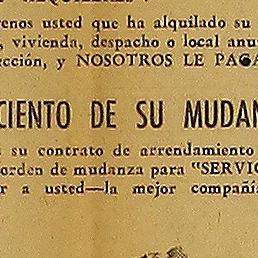 renos usted que ha alquilado su
, vivienda, despacho o local anu
ección, y NOSOTROS LE PAGA
CIENTO DE SU MUDAN
su contrato de arrendamiento
orden de mudanza para "SERVIC
r a usted—la mejor compañí